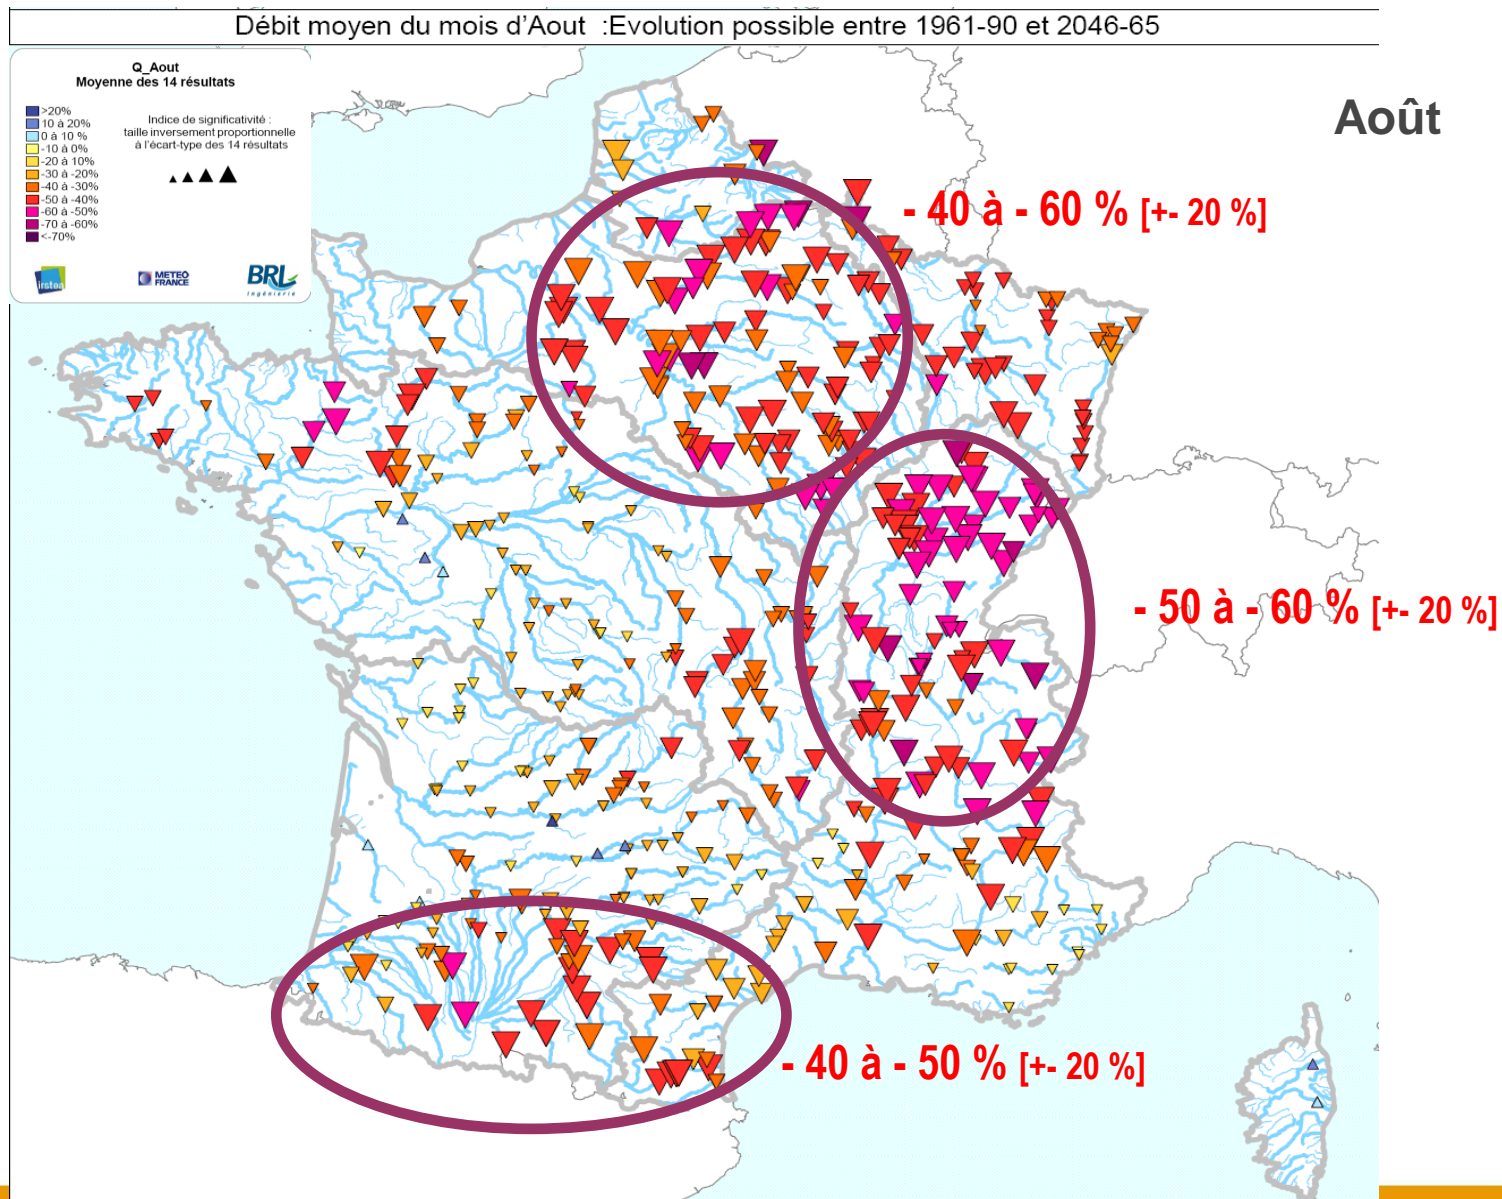 Débit moyen du mois d'Aout :Evolution possible entre 1961-90 et 2046-65
Q_Aout
Moyenne des 14 résultats
>20%
10 à 20%
0 à 10 %
-10 à 0%
-20 à 10%
-30 à -20%
-40 à -30%
-50 à -40%
-60 à -50%
-70 à -60%
<-70%
Indice de significativité :
taille inversement proportionnelle
à l'écart-type des 14 résultats
irstea
METEO
FRANCE
BRL
Ingénierie
Août
- 40 à - 60 % [+- 20 %]
- 50 à - 60 % [+- 20 %]
- 40 à - 50 % [+- 20 %]